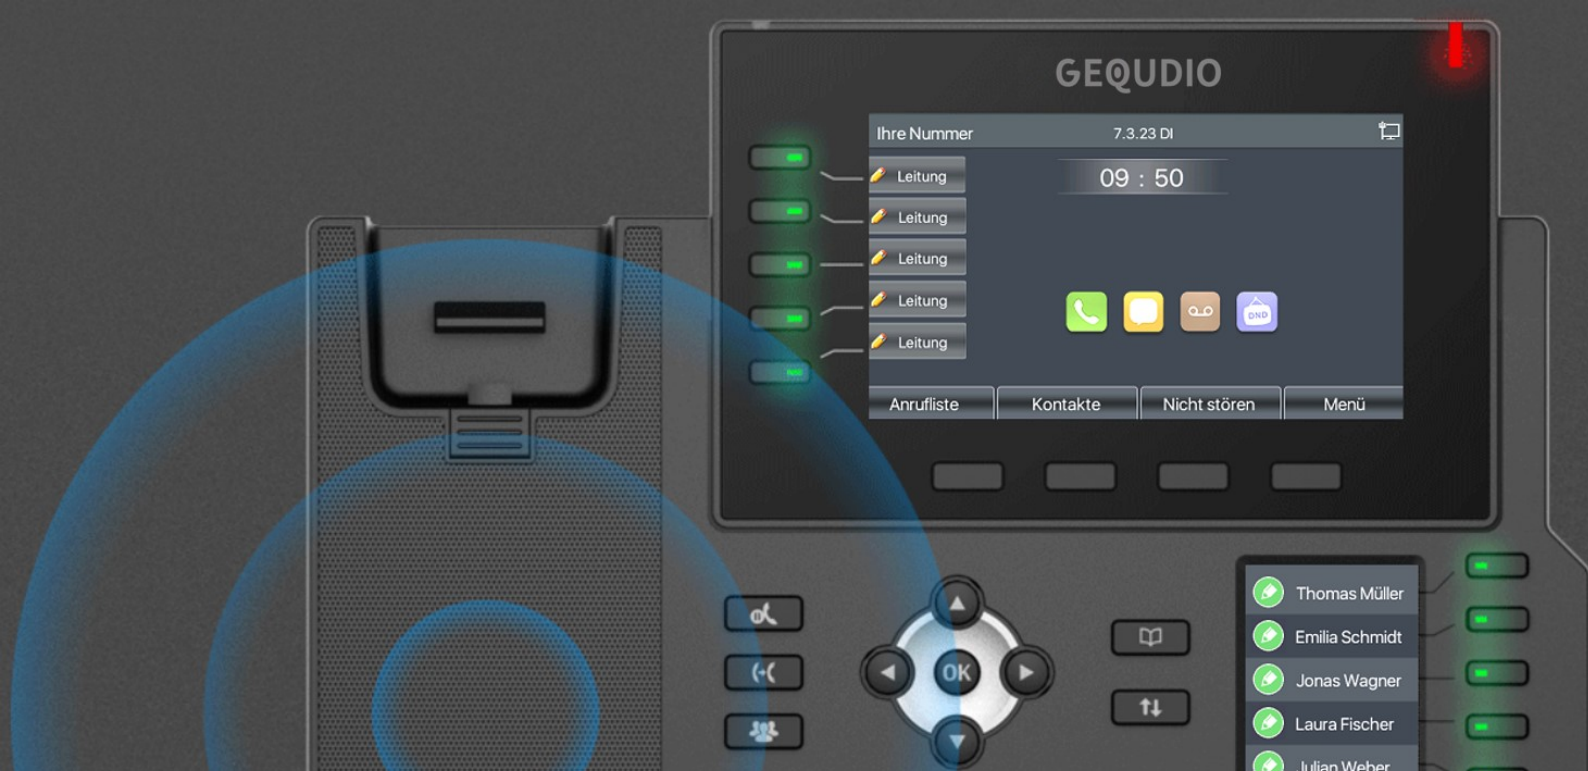 GEQUDIO
Ihre Nummer 7.3.23 DI
09 : 50
Leitung
Leitung
Leitung
Leitung
Leitung
DND
Anrufliste Kontakte Nicht stören Menü
OK
Thomas Müller
Emilia Schmidt
Jonas Wagner
Laura Fischer
Julian Weber